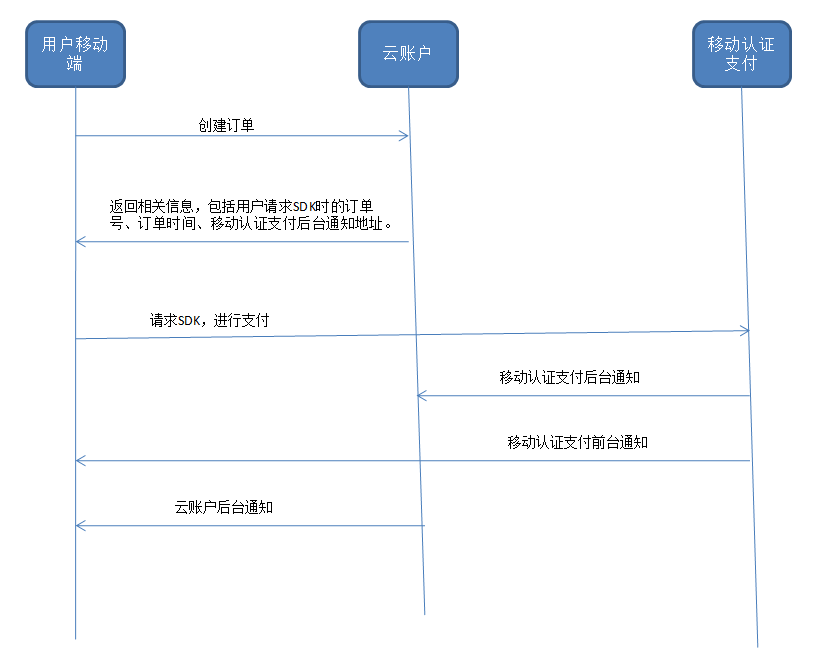 用户移动
端
云账户
移动认证
支付
创建订单
返回相关信息，包括用户请求SDK时的订单
号、订单时间、移动认证支付后台通知地址。
请求SDK，进行支付
移动认证支付后台通知
移动认证支付前台通知
云账户后台通知